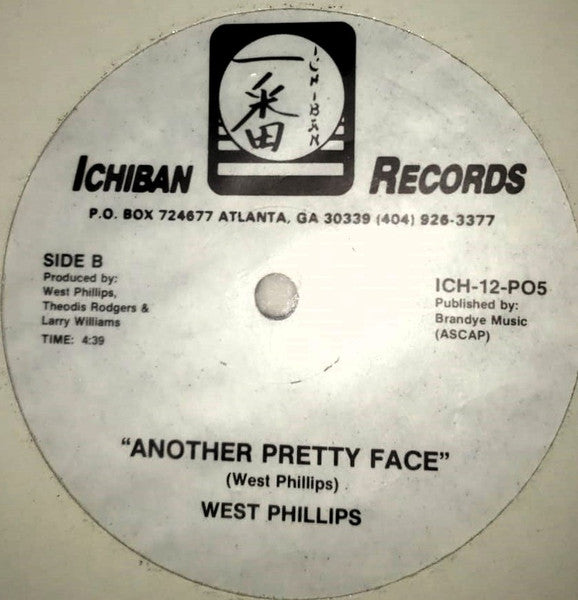 一番
ICHIBAN
ICHIBAN RECORDS
P.O. BOX 724677 ATLANTA, GA 30339 (404) 926-3377
SIDE B
Produced by:
West Phillips,
Theodis Rodgers &
Larry Williams
TIME: 4:39
ICH-12-PO5
Published by:
Brandye Music
(ASCAP)
"ANOTHER PRETTY FACE"
(West Phillips)
WEST PHILLIPS